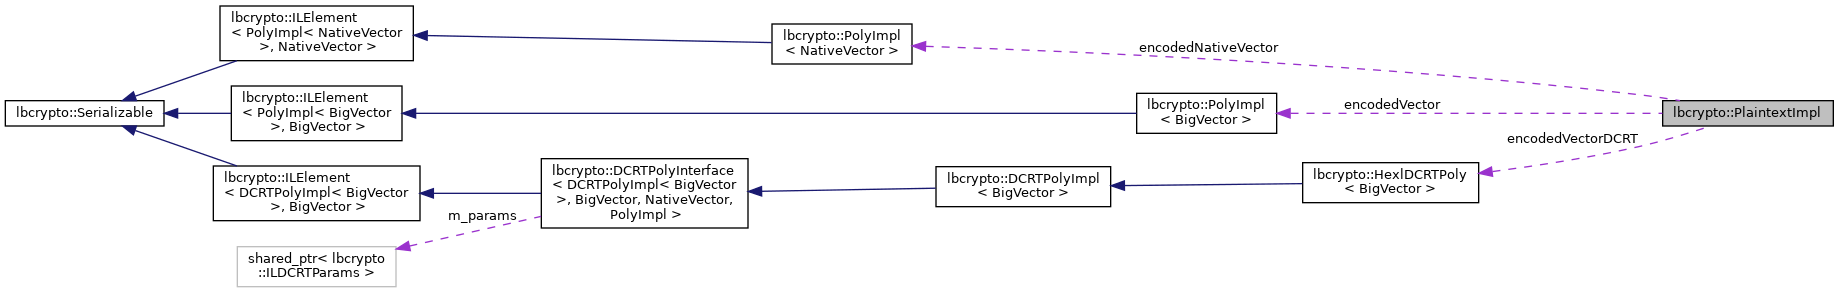 lbcrypto::ILElement
< PolyImpl< NativeVector
>, NativeVector >
lbcrypto::PolyImpl
< NativeVector >
encodedNativeVector
lbcrypto::Serializable
lbcrypto::ILElement
< PolyImpl< BigVector
>, BigVector >
lbcrypto::PolyImpl
< BigVector >
encodedVector
lbcrypto::PlaintextImpl
encodedVectorDCRT
lbcrypto::ILElement
< DCRTPolyImpl< BigVector
>, BigVector >
lbcrypto::DCRTPolyInterface
< DCRTPolyImpl< BigVector
>, BigVector, NativeVector,
PolyImpl >
lbcrypto::DCRTPolyImpl
< BigVector >
lbcrypto::HexlDCRTPoly
< BigVector >
m_params
shared_ptr< lbcrypto
::ILDCRTParams >